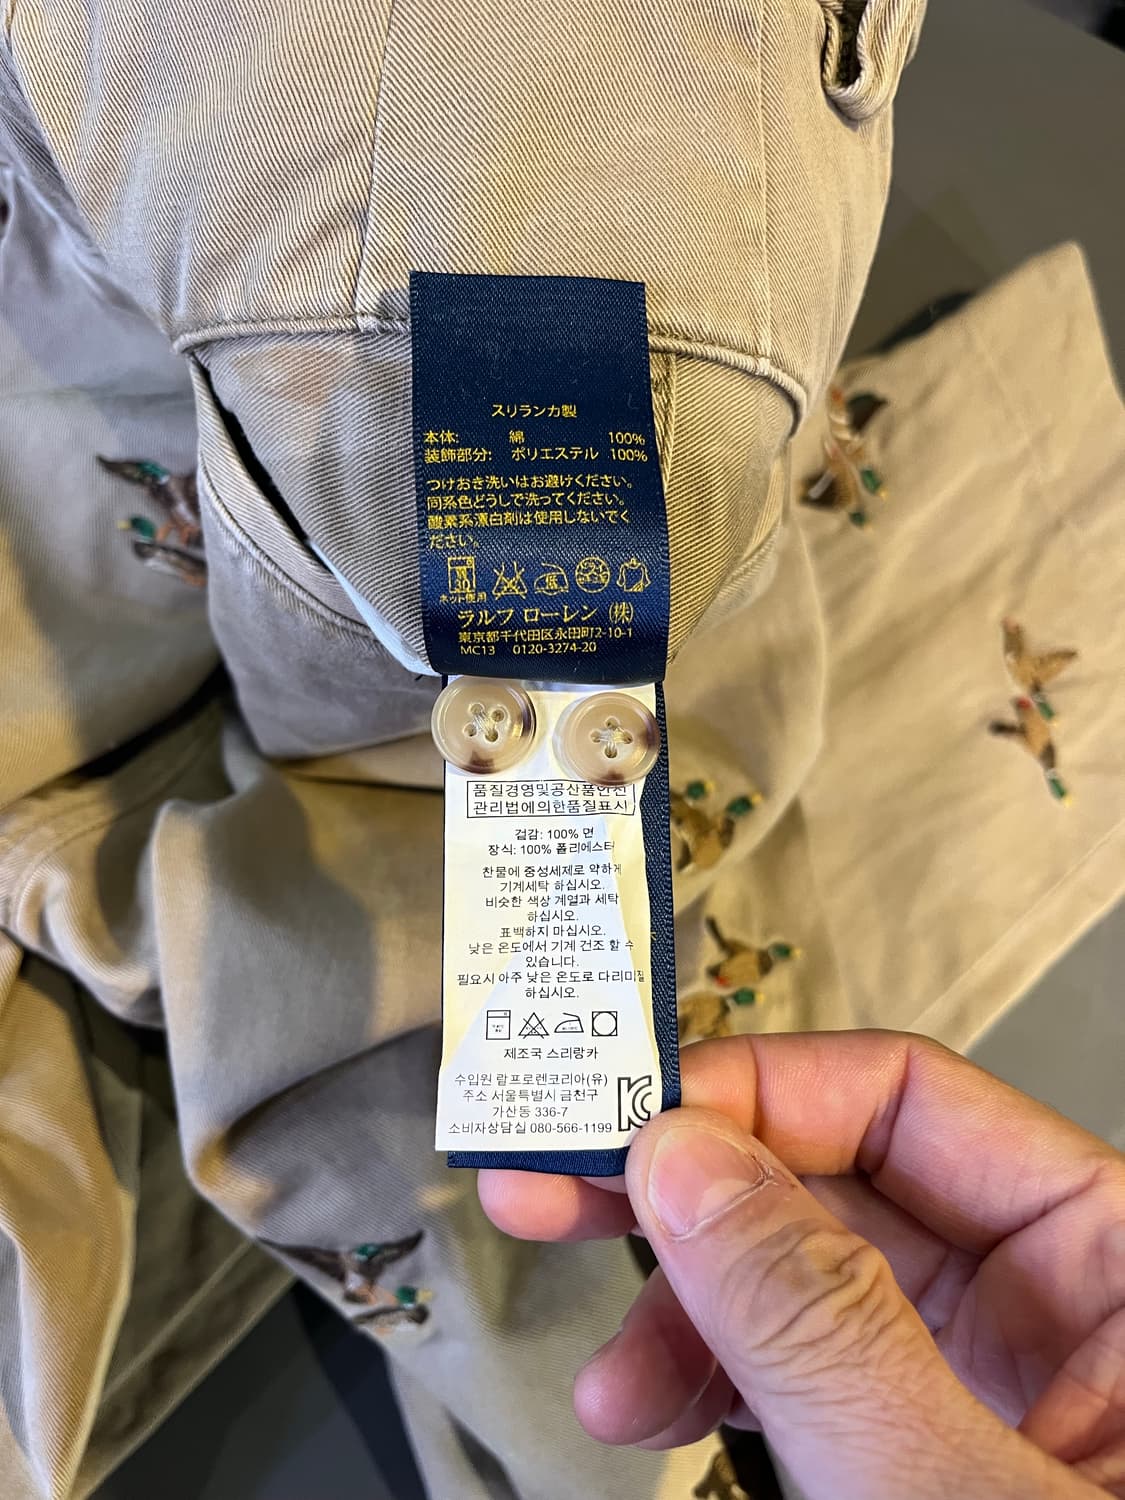 スリランカ製
本体: 綿 100%
装飾部分: ポリエステル 100%
つけおき洗いはお避けください。
同系色どうしで洗ってください。
酸素系漂白剤は使用しないでく
ださい。
ネット使用
ラルフ ローレン (株)
東京都千代田区永田町2-10-1
MC13 0120-3274-20
품질경영및공산품안전
관리법에의한품질표시
겉감: 100% 면
장식: 100% 폴리에스터
찬물에 중성세제로 약하게
기계세탁 하십시오.
비슷한 색상 계열과 세탁
하십시오.
표백하지 마십시오.
낮은 온도에서 기계 건조 할 수
있습니다.
필요시 아주 낮은 온도로 다리미질
하십시오.
제조국 스리랑카
수입원 랄프로렌코리아(유)
주소 서울특별시 금천구
가산동 336-7
소비자상담실 080-566-1199